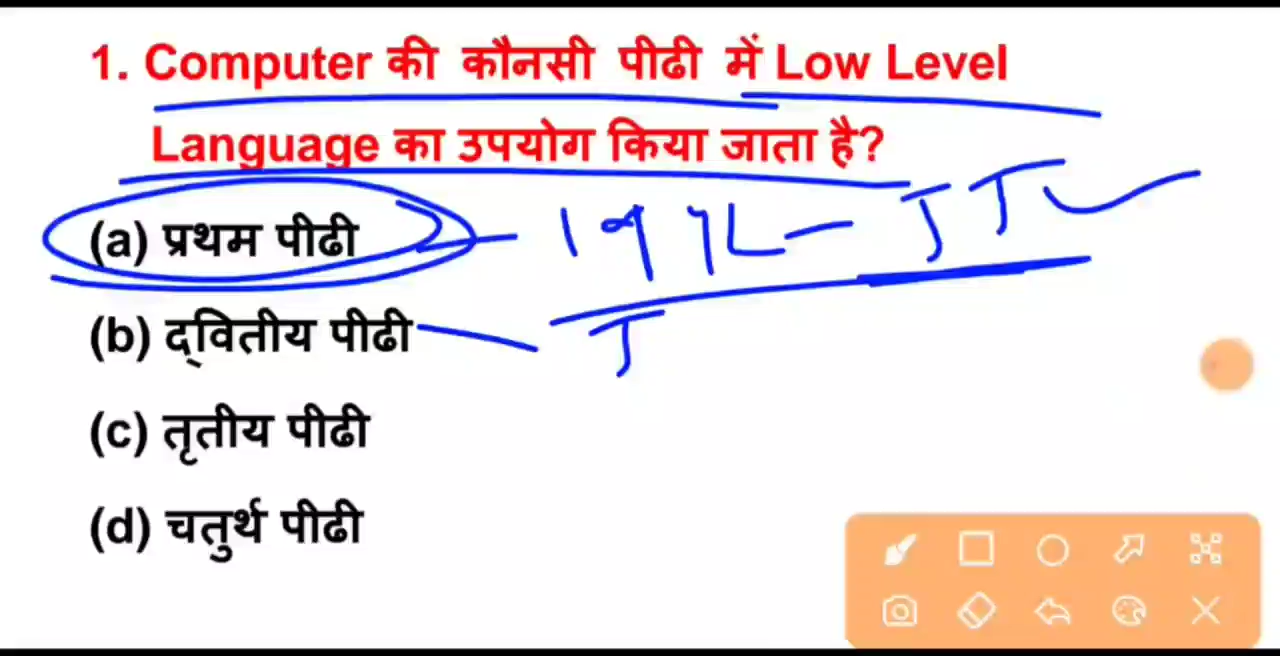 1. Computer की कौनसी पीढी में Low Level
Language का उपयोग किया जाता है?
(a) प्रथम पीढी
(b) द्वितीय पीढी
(c) तृतीय पीढी
(d) चतुर्थ पीढी